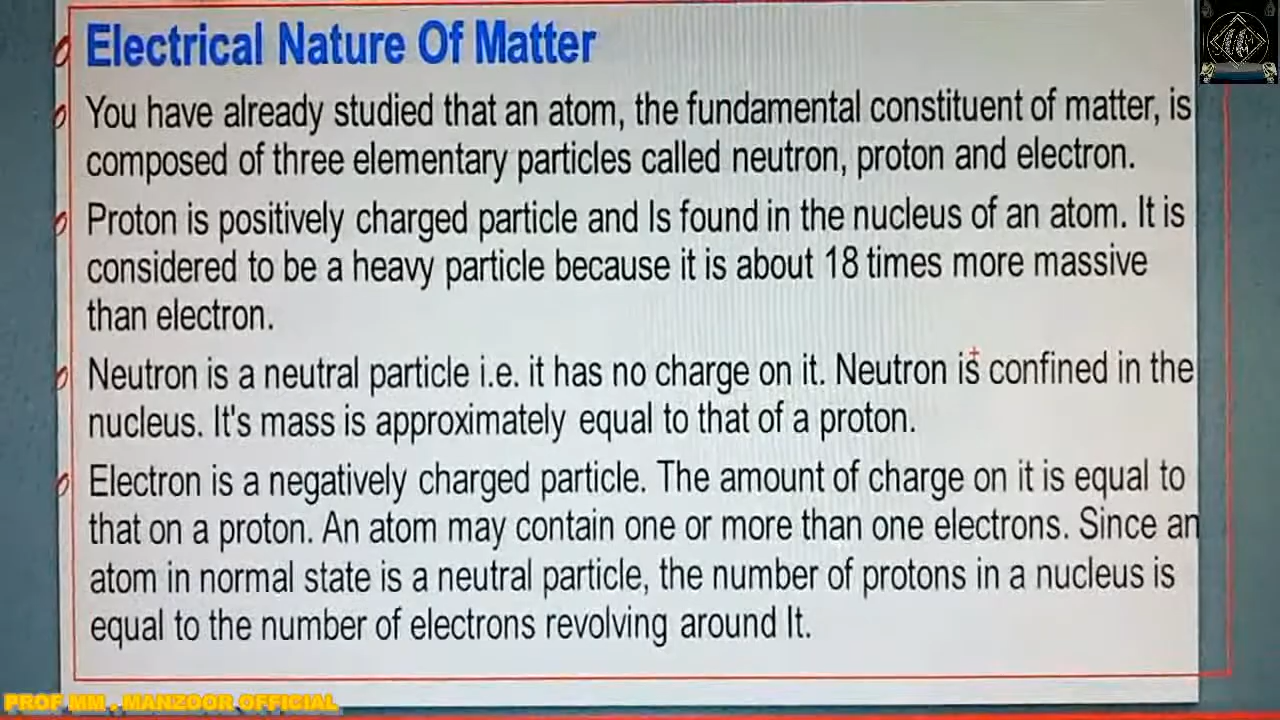 Electrical Nature Of Matter
You have already studied that an atom, the fundamental constituent of matter, is
composed of three elementary particles called neutron, proton and electron.
Proton is positively charged particle and Is found in the nucleus of an atom. It is
considered to be a heavy particle because it is about 18 times more massive
than electron.
Neutron is a neutral particle i.e. it has no charge on it. Neutron is confined in the
nucleus. It's mass is approximately equal to that of a proton.
Electron is a negatively charged particle. The amount of charge on it is equal to
that on a proton. An atom may contain one or more than one electrons. Since an
atom in normal state is a neutral particle, the number of protons in a nucleus is
equal to the number of electrons revolving around It.
PROF MM . MANZOOR OFFICIAL